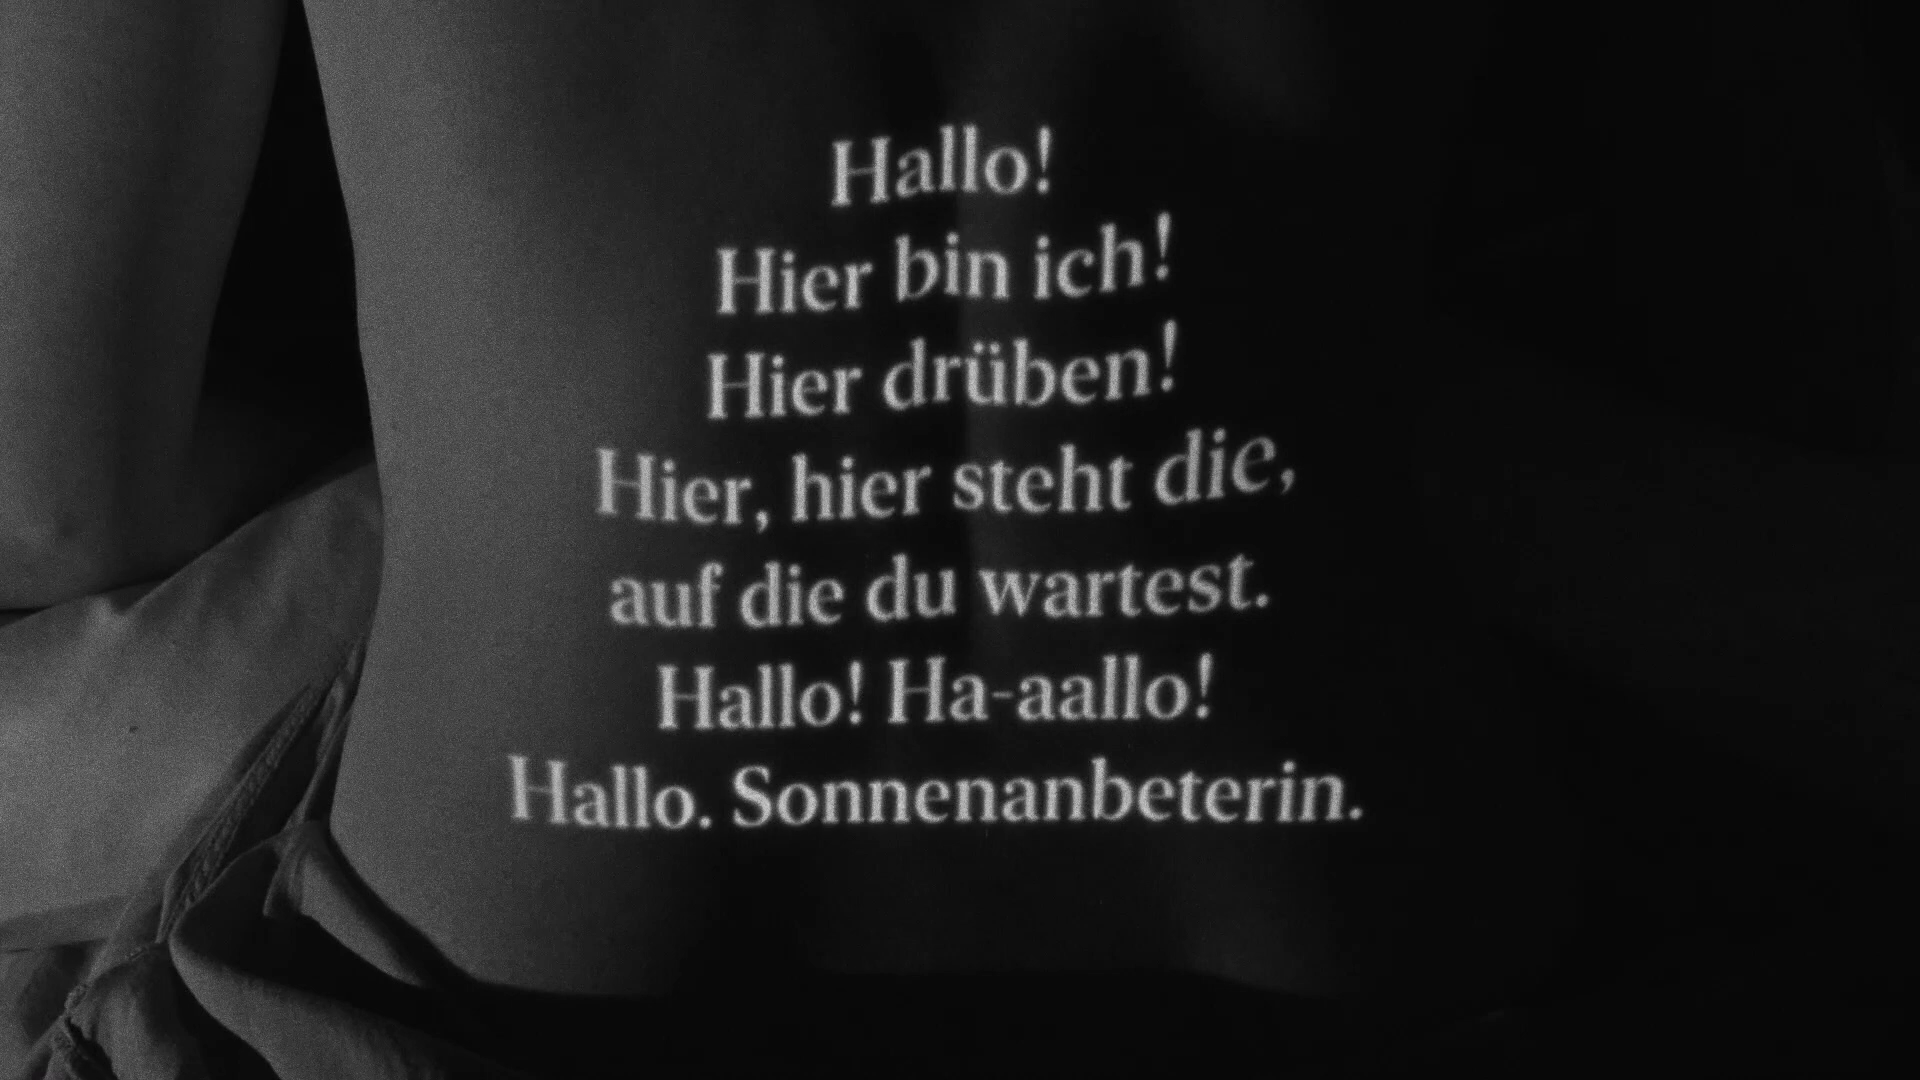 Hallo!
Hier bin ich!
Hier drüben!
Hier, hier steht die,
auf die du wartest.
Hallo! Ha-aallo!
Hallo. Sonnenanbeterin.